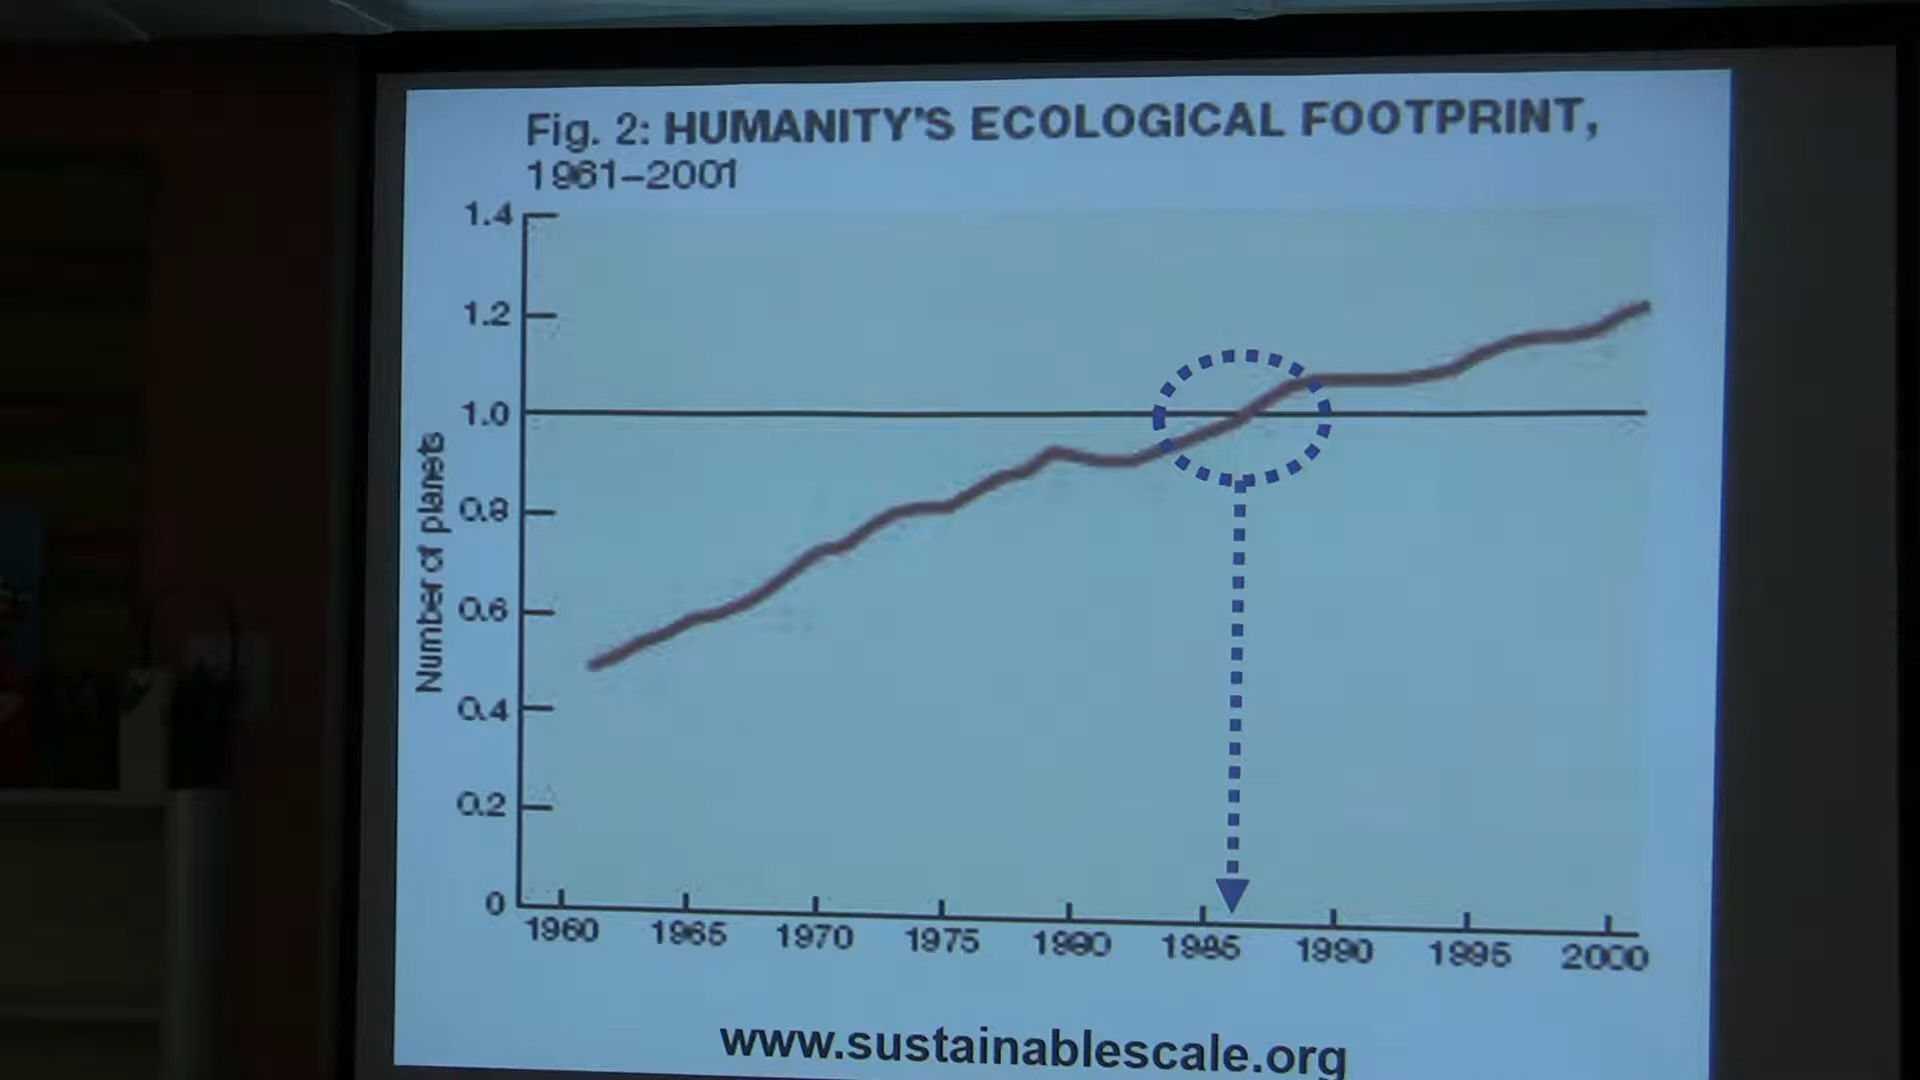 Fig. 2: HUMANITY'S ECOLOGICAL FOOTPRINT,
1961–2001
1.4
1.2
1.0
0.8
0.6
0.4
0.2
0
Number of planets
1960 1965 1970 1975 1980 1985 1990 1995 2000
www.sustainablescale.org